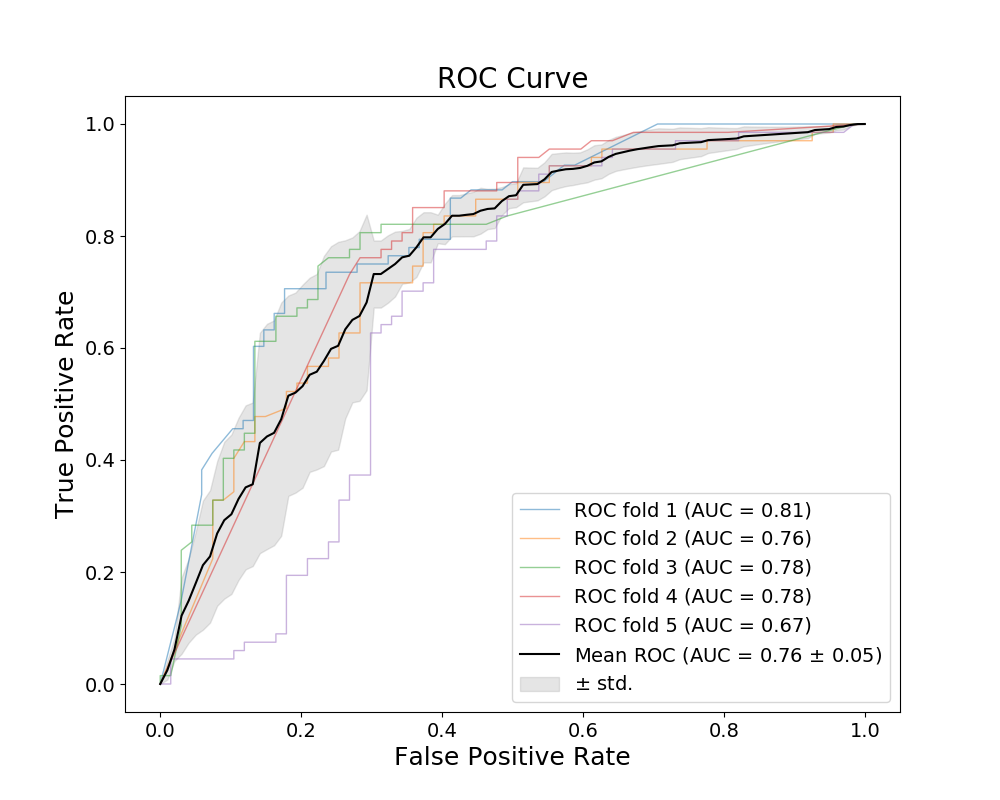 ROC Curve
1.0
0.8
0.6
0.4
0.2
0.0
True Positive Rate
ROC fold 1 (AUC = 0.81)
ROC fold 2 (AUC = 0.76)
ROC fold 3 (AUC = 0.78)
ROC fold 4 (AUC = 0.78)
ROC fold 5 (AUC = 0.67)
Mean ROC (AUC = 0.76 ± 0.05)
± std.
0.0 0.2 0.4 0.6 0.8 1.0
False Positive Rate